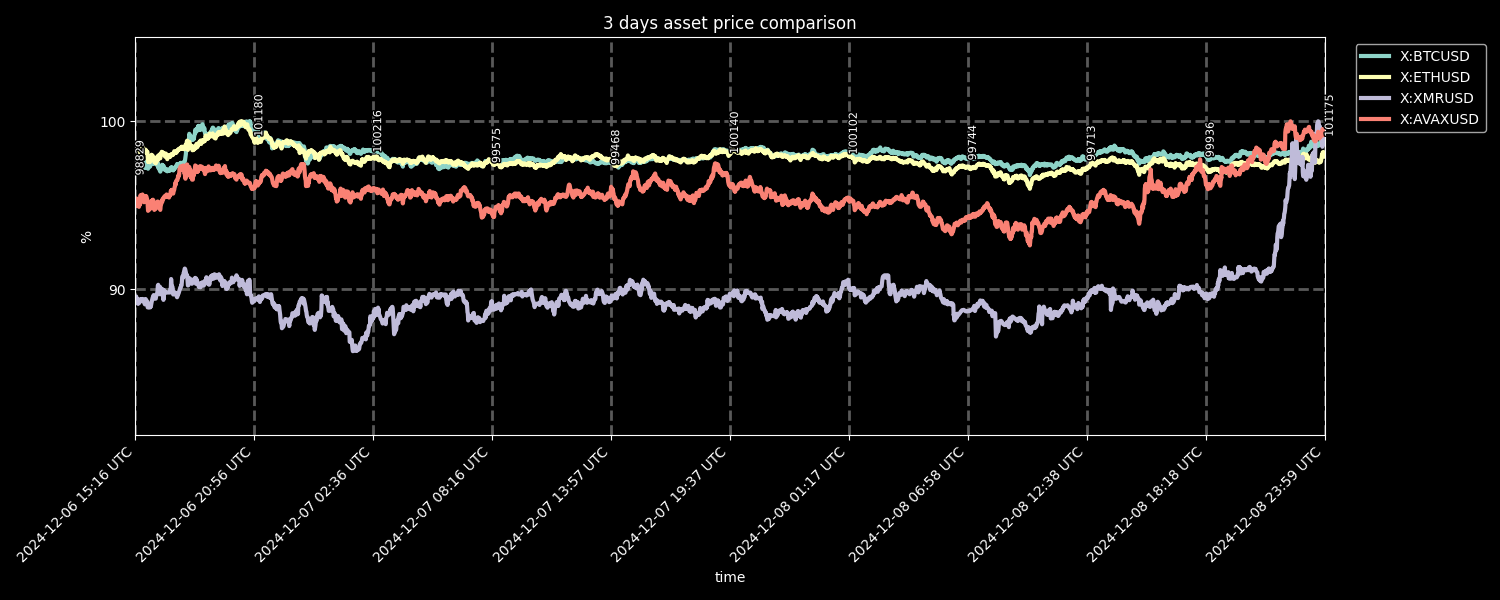 3 days asset price comparison
X:BTCUSD
X:ETHUSD
X:XMRUSD
X:AVAXUSD
100
90
%
98829
101180
100216
99575
99468
100140
100102
99744
99713
99936
101175
2024-12-06 15:16 UTC
2024-12-06 20:56 UTC
2024-12-07 02:36 UTC
2024-12-07 08:16 UTC
2024-12-07 13:57 UTC
2024-12-07 19:37 UTC
2024-12-08 01:17 UTC
2024-12-08 06:58 UTC
2024-12-08 12:38 UTC
2024-12-08 18:18 UTC
2024-12-08 23:59 UTC
time